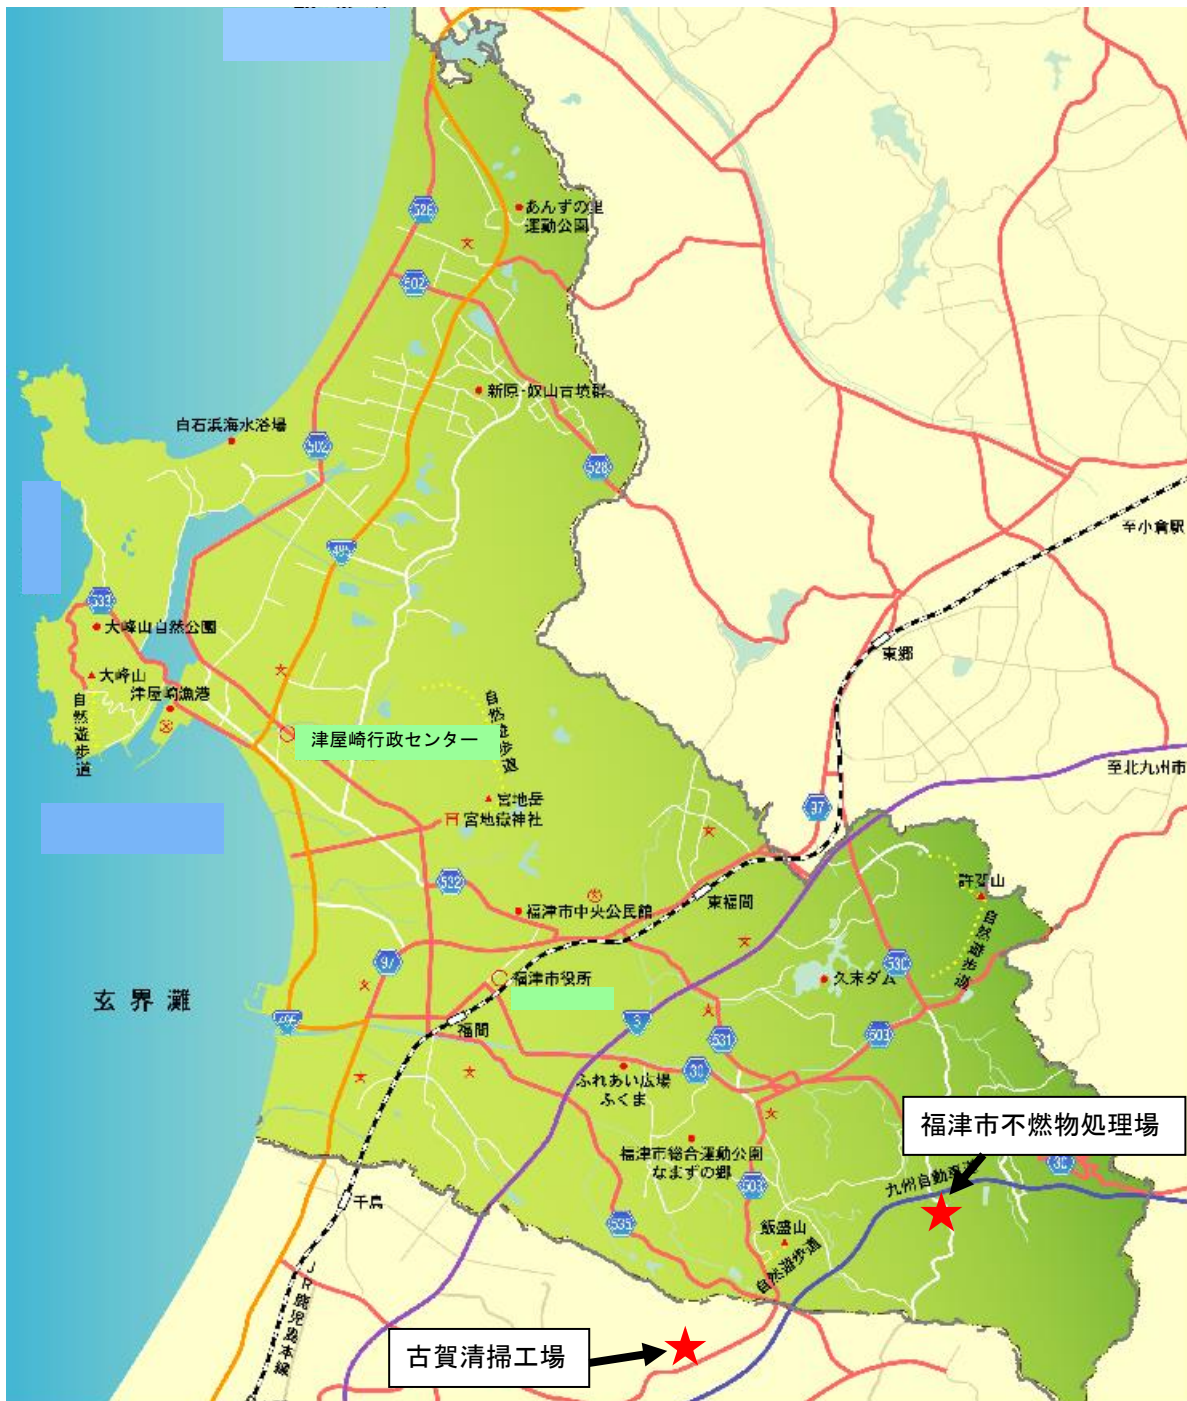 526
あんずの里
運動公園
502
新原・奴山古墳群
白石浜海水浴場
502
528
至小倉駅
495
533
大峰山自然公園
東郷
大峰山
津屋崎漁港
自然遊歩道
自然遊歩道
津屋崎行政センター
至北九州市
宮地岳
宮地嶽神社
97
532
許斐山
東福間
福津市中央公民館
自然遊歩道
97
530
久末ダム
福津市役所
玄界灘
495
3
福間
531
503
30
ふれあい広場
ふくま
福津市不燃物処理場
福津市総合運動公園
なまずの郷
30
503
九州自動車道
千鳥
535
飯盛山
自然遊歩道
JR鹿児島本線
古賀清掃工場